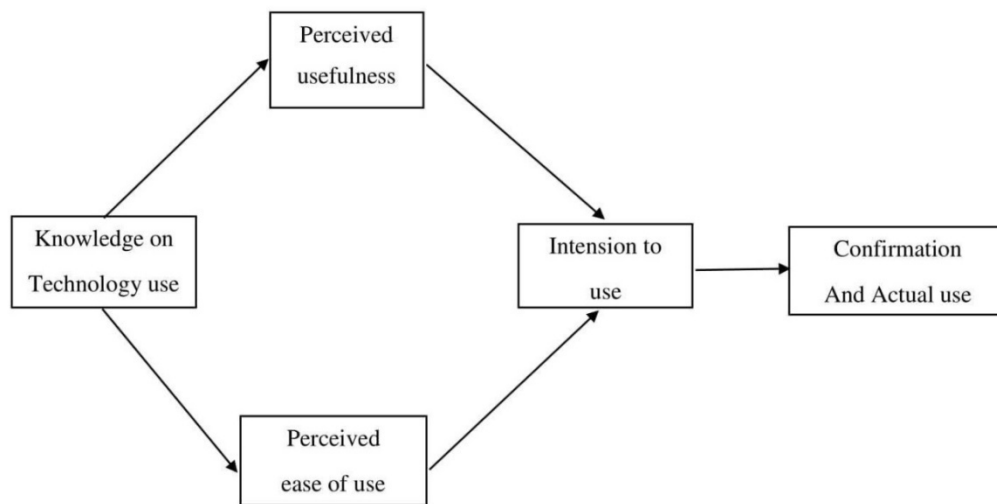 Perceived
usefulness
Knowledge on
Technology use
Intension to
use
Confirmation
And Actual use
Perceived
ease of use